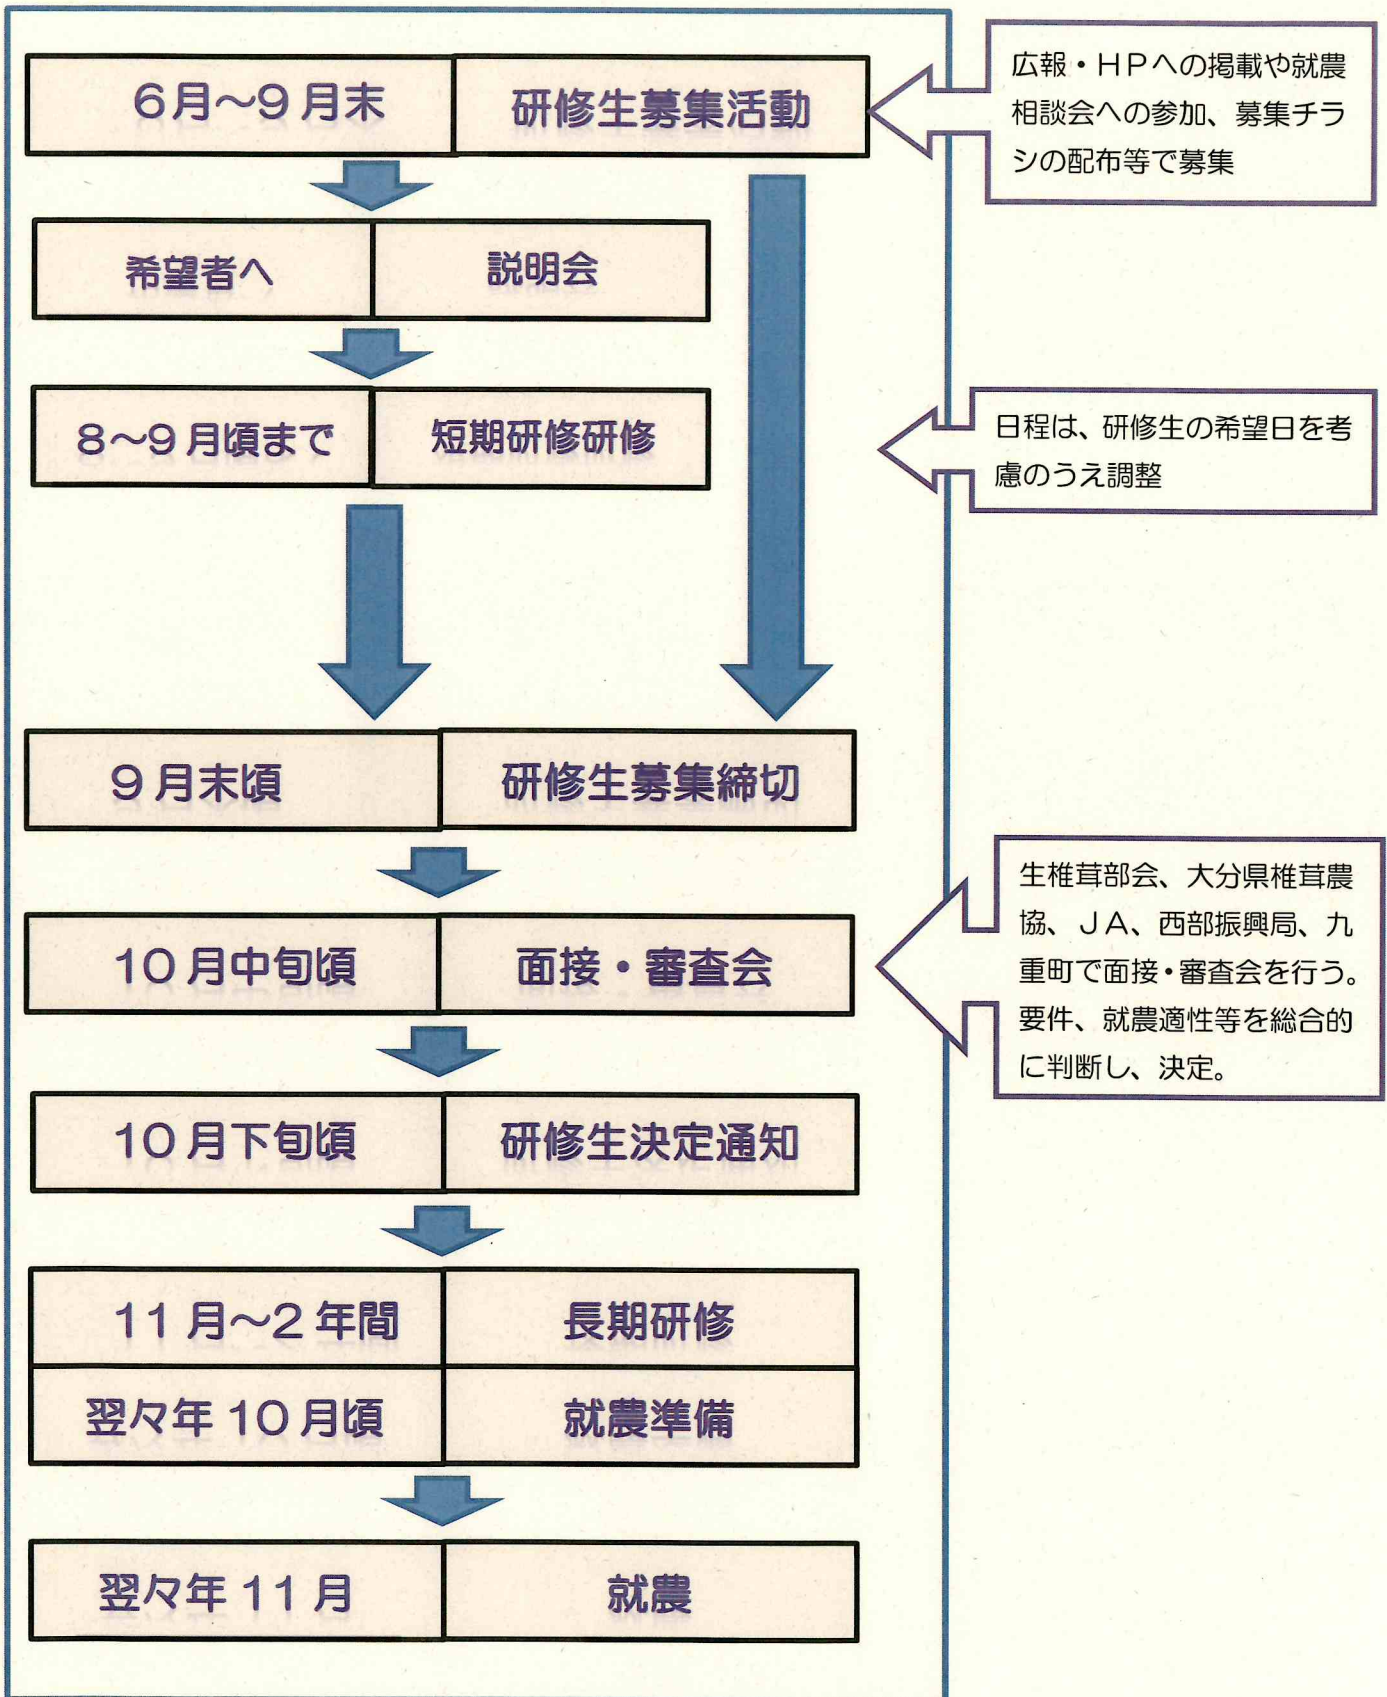 6月～9月末 研修生募集活動
広報・HPへの掲載や就農
相談会への参加、募集チラ
シの配布等で募集
希望者へ 説明会
8～9月頃まで 短期研修研修
日程は、研修生の希望日を考
慮のうえ調整
9月末頃 研修生募集締切
10月中旬頃 面接・審査会
生椎茸部会、大分県椎茸農
協、JA、西部振興局、九
重町で面接・審査会を行う。
要件、就農適性等を総合的
に判断し、決定。
10月下旬頃 研修生決定通知
11月～2年間 長期研修
翌々年10月頃 就農準備
翌々年11月 就農